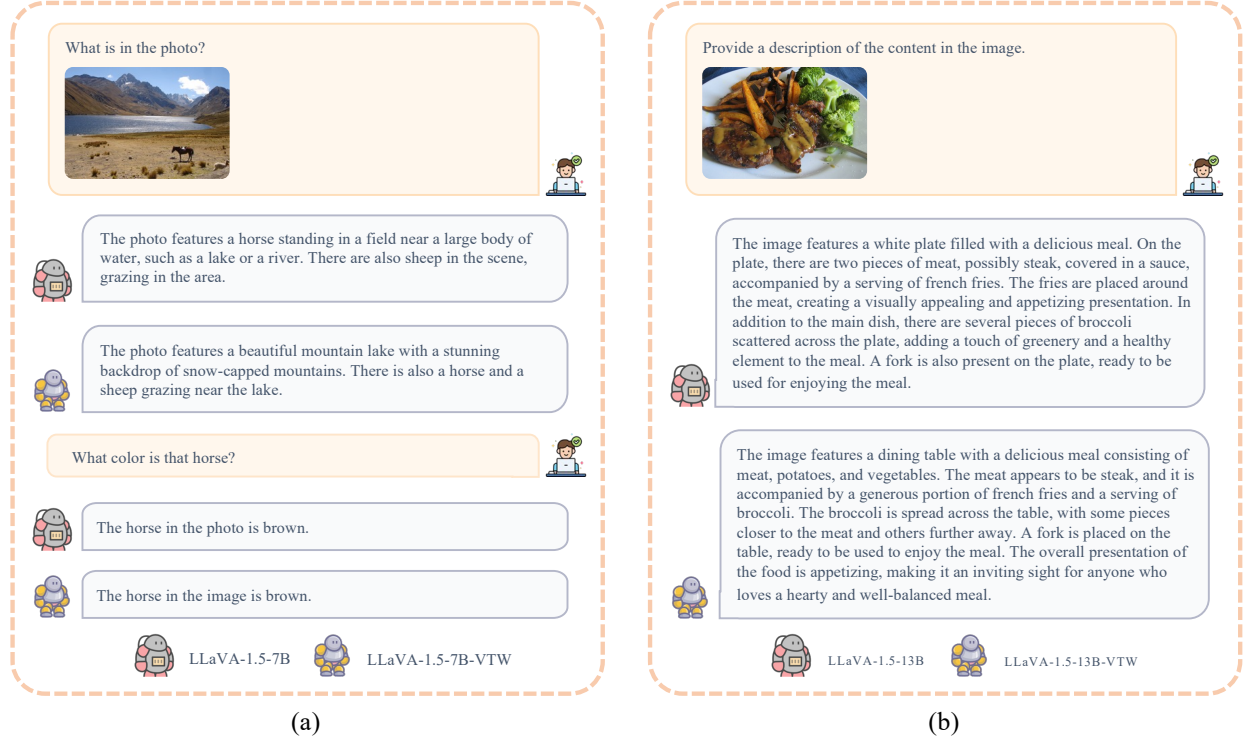 What is in the photo?
The photo features a horse standing in a field near a large body of
water, such as a lake or a river. There are also sheep in the scene,
grazing in the area.
The photo features a beautiful mountain lake with a stunning
backdrop of snow-capped mountains. There is also a horse and a
sheep grazing near the lake.
What color is that horse?
The horse in the photo is brown.
The horse in the image is brown.
LLaVA-1.5-7B
LLaVA-1.5-7B-VTW
(a)
Provide a description of the content in the image.
The image features a white plate filled with a delicious meal. On the
plate, there are two pieces of meat, possibly steak, covered in a sauce,
accompanied by a serving of french fries. The fries are placed around
the meat, creating a visually appealing and appetizing presentation. In
addition to the main dish, there are several pieces of broccoli
scattered across the plate, adding a touch of greenery and a healthy
element to the meal. A fork is also present on the plate, ready to be
used for enjoying the meal.
The image features a dining table with a delicious meal consisting of
meat, potatoes, and vegetables. The meat appears to be steak, and it is
accompanied by a generous portion of french fries and a serving of
broccoli. The broccoli is spread across the table, with some pieces
closer to the meat and others further away. A fork is placed on the
table, ready to be used to enjoy the meal. The overall presentation of
the food is appetizing, making it an inviting sight for anyone who
loves a hearty and well-balanced meal.
LLaVA-1.5-13B
LLaVA-1.5-13B-VTW
(b)